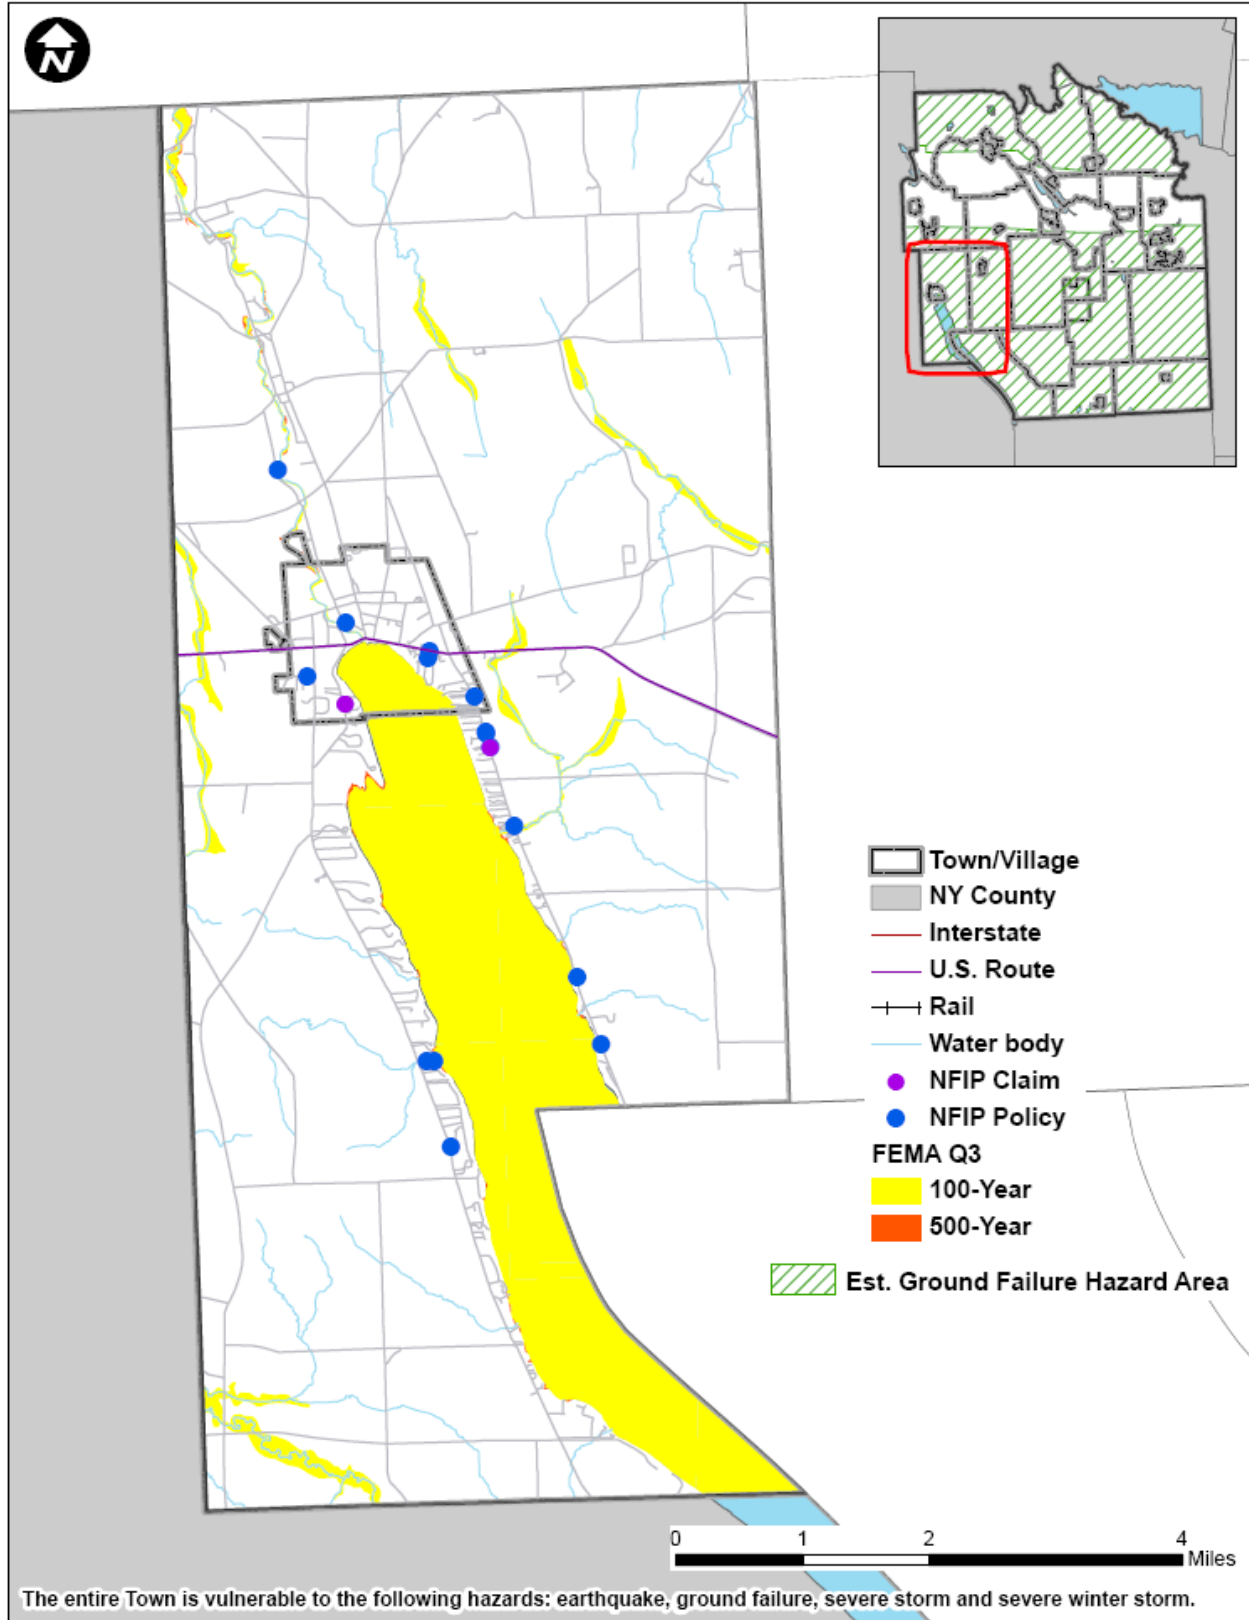 N
Town/Village
NY County
Interstate
U.S. Route
Rail
Water body
NFIP Claim
NFIP Policy
FEMA Q3
100-Year
500-Year
Est. Ground Failure Hazard Area
0 1 2 4
Miles
The entire Town is vulnerable to the following hazards: earthquake, ground failure, severe storm and severe winter storm.